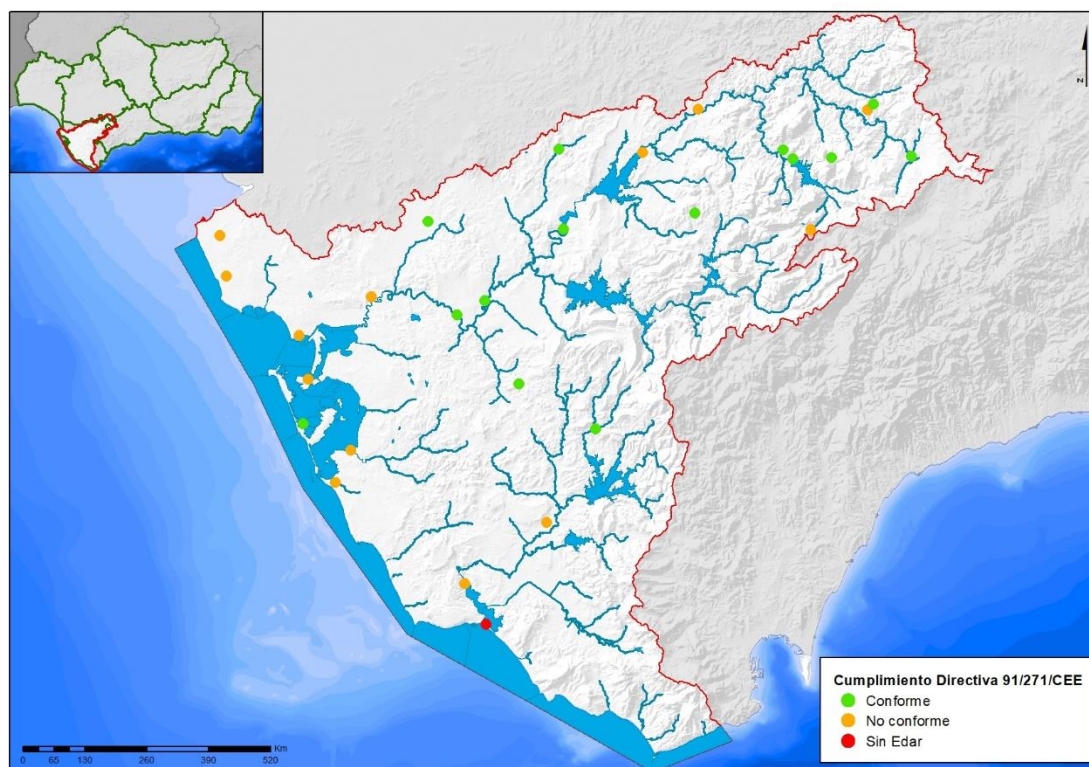 N
Cumplimiento Directiva 91/271/CEE
Conforme
No conforme
Sin Edar
Km
0 65 130 260 390 520